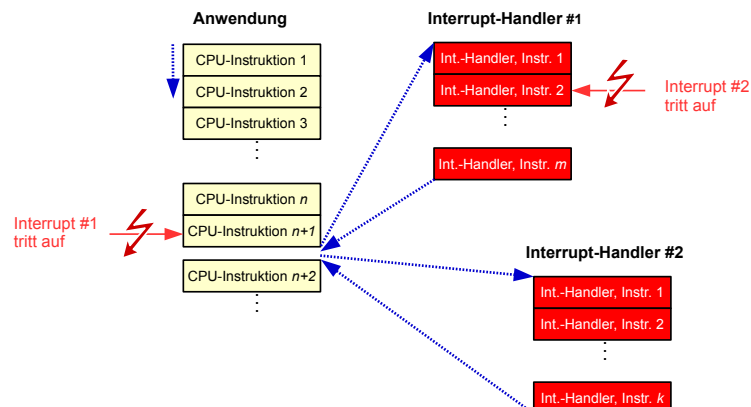 Anwendung
CPU-Instruktion 1
CPU-Instruktion 2
CPU-Instruktion 3
CPU-Instruktion n
CPU-Instruktion n+1
CPU-Instruktion n+2
Interrupt #1
tritt auf
Interrupt-Handler #1
Int.-Handler, Instr. 1
Int.-Handler, Instr. 2
Int.-Handler, Instr. m
Interrupt #2
tritt auf
Interrupt-Handler #2
Int.-Handler, Instr. 1
Int.-Handler, Instr. 2
Int.-Handler, Instr. k